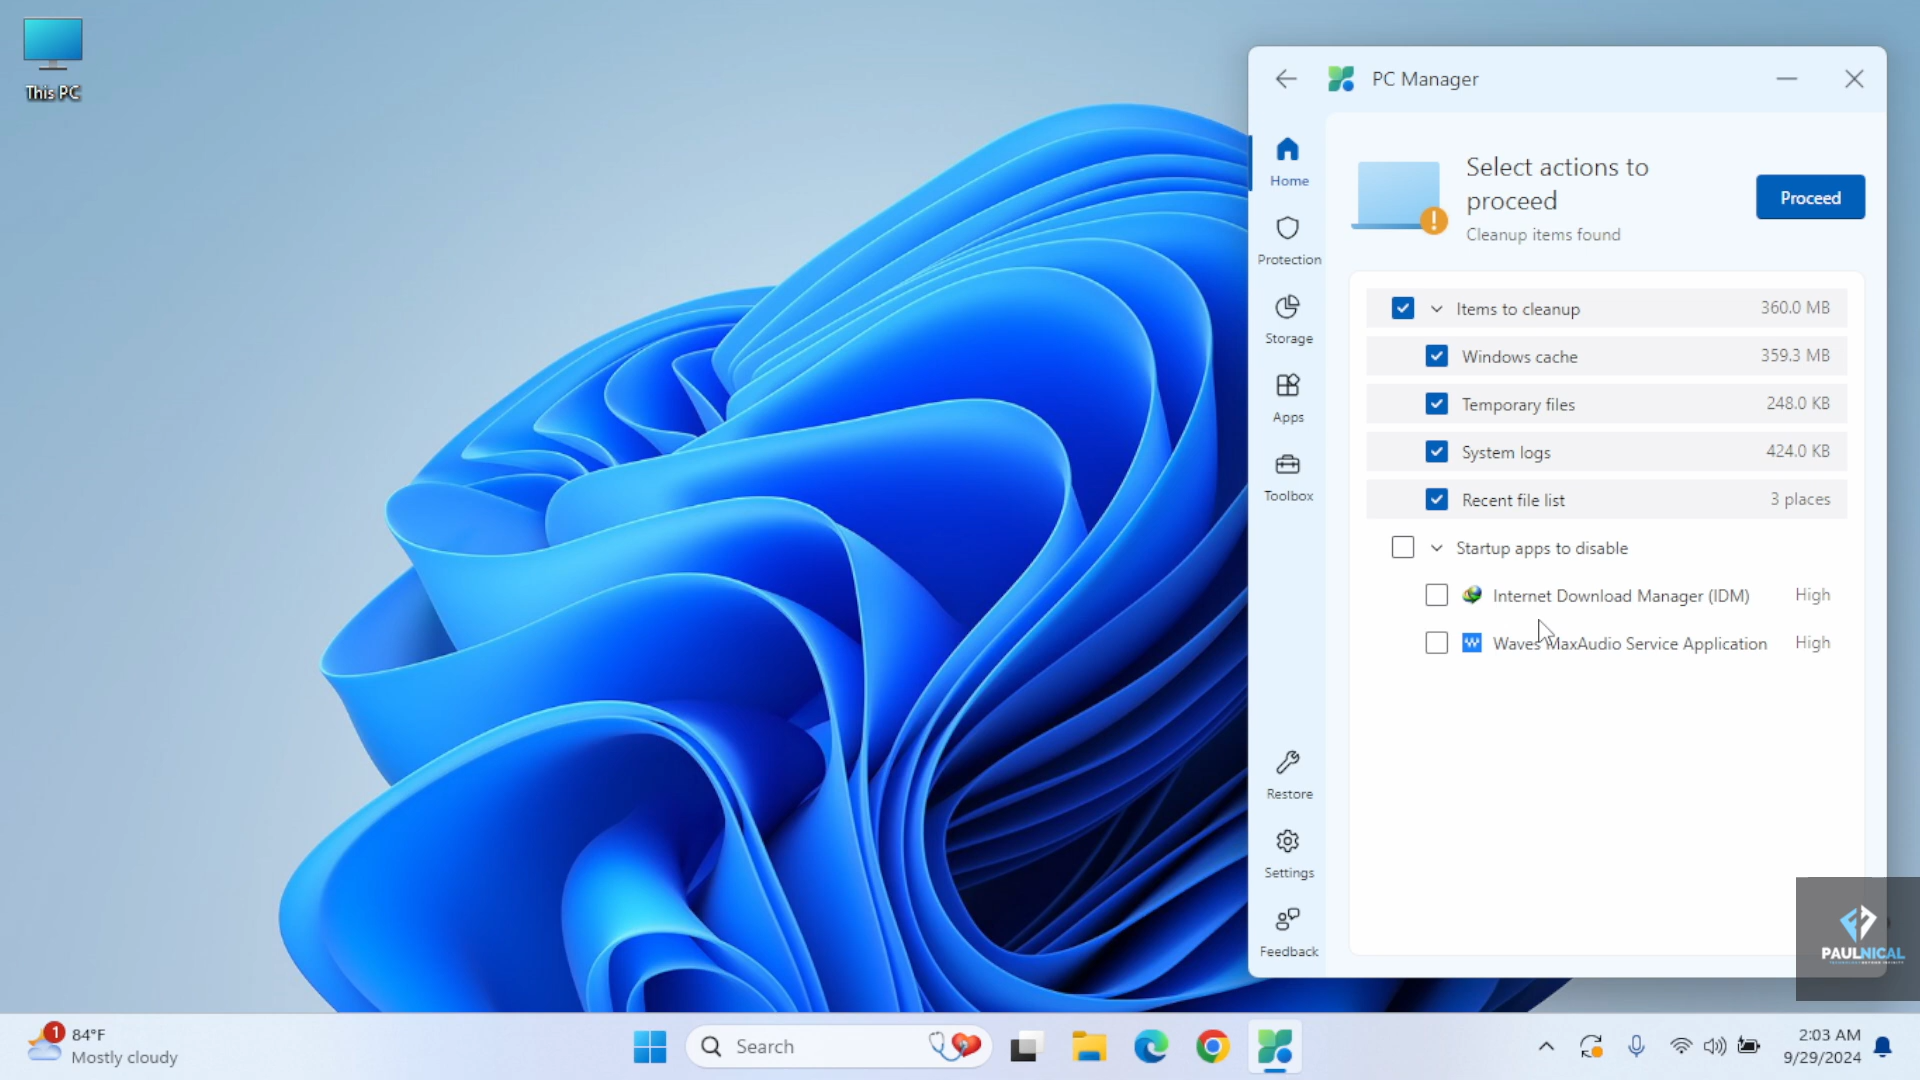 This PC
PC Manager
Home
Protection
Storage
Apps
Toolbox
Restore
Settings
Feedback
Select actions to
proceed
Cleanup items found
Proceed
Items to cleanup 360.0 MB
Windows cache 359.3 MB
Temporary files 248.0 KB
System logs 424.0 KB
Recent file list 3 places
Startup apps to disable
Internet Download Manager (IDM) High
Waves MaxAudio Service Application High
PAULNICAL
1
84°F
Mostly cloudy
Search
2:03 AM
9/29/2024